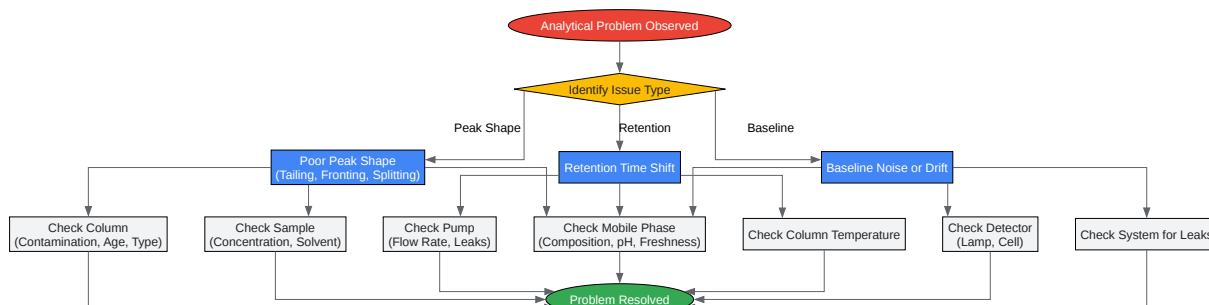 Analytical Problem Observed
Identify Issue Type
Peak Shape
Retention
Baseline
Poor Peak Shape
(Tailing, Fronting, Splitting)
Retention Time Shift
Baseline Noise or Drift
Check Column
(Contamination, Age, Type)
Check Sample
(Concentration, Solvent)
Check Pump
(Flow Rate, Leaks)
Check Mobile Phase
(Composition, pH, Freshness)
Check Column Temperature
Check Detector
(Lamp, Cell)
Check System for Leaks
Problem Resolved